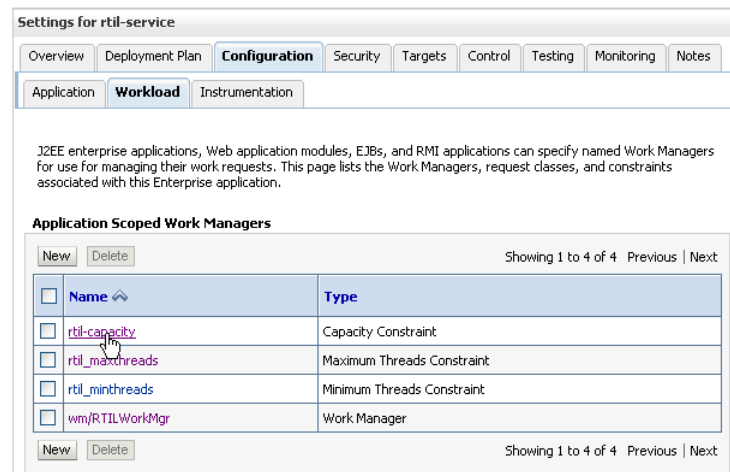 Settings for rtil-service
Overview Deployment Plan Configuration Security Targets Control Testing Monitoring Notes
Application Workload Instrumentation
J2EE enterprise applications, Web application modules, EJBs, and RMI applications can specify named Work Managers
for use for managing their work requests. This page lists the Work Managers, request classes, and constraints
associated with this Enterprise application.
Application Scoped Work Managers
New Delete Showing 1 to 4 of 4 Previous | Next
Name Type
rtil-capacity Capacity Constraint
rtil_maxthreads Maximum Threads Constraint
rtil_minthreads Minimum Threads Constraint
wm/RTILWorkMgr Work Manager
New Delete Showing 1 to 4 of 4 Previous | Next